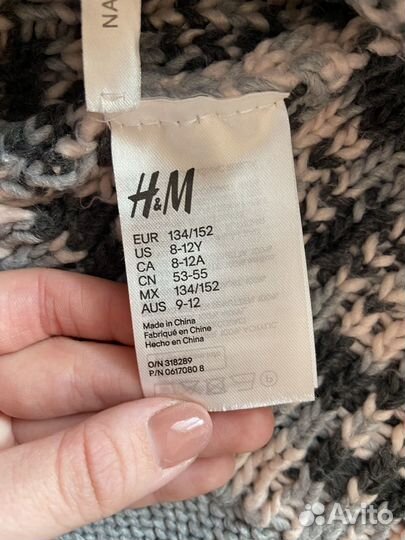 NA
H&M
EUR 134/152
US 8-12Y
CA 8-12A
CN 53-55
MX 134/152
AUS 9-12
Made in China
Fabriqué en Chine
Hecho en China
O/N 318289
P/N 0617080 8
Avito